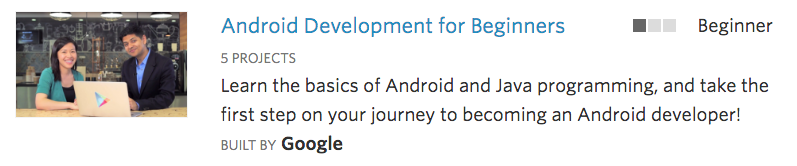 Android Development for Beginners
Beginner
5 PROJECTS
Learn the basics of Android and Java programming, and take the
first step on your journey to becoming an Android developer!
BUILT BY Google